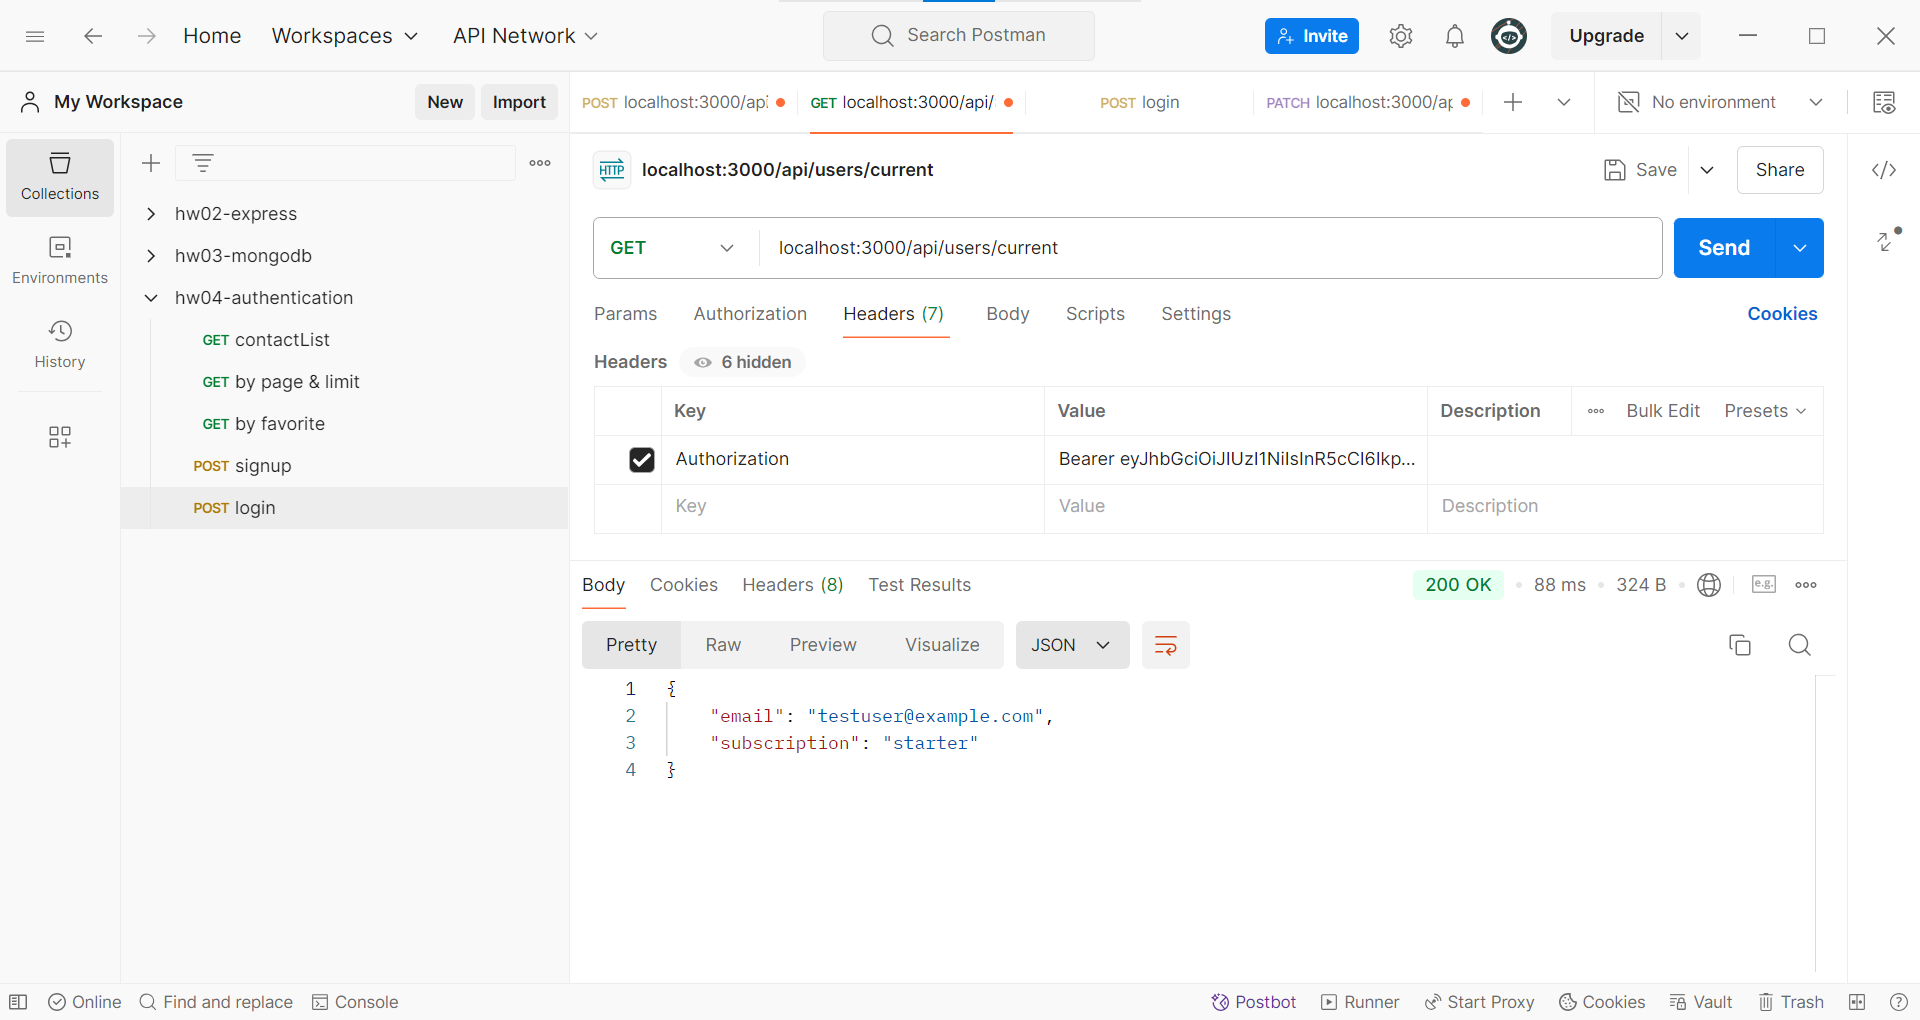 Home Workspaces API Network Search Postman Invite Upgrade
My Workspace New Import
POST localhost:3000/api GET localhost:3000/api/ POST login PATCH localhost:3000/ap No environment
Collections
Environments
History
hw02-express
hw03-mongodb
hw04-authentication
GET contactList
GET by page & limit
GET by favorite
POST signup
POST login
HTTP localhost:3000/api/users/current Save Share
GET localhost:3000/api/users/current Send
Params Authorization Headers (7) Body Scripts Settings Cookies
Headers 6 hidden
Key Value Description Bulk Edit Presets
Authorization Bearer eyJhbGciOiJIUzI1NiIsInR5cCI6Ikp...
Key Value Description
Body Cookies Headers (8) Test Results 200 OK 88 ms 324 B e.g.
Pretty Raw Preview Visualize JSON
1 {
2 "email": "testuser@example.com",
3 "subscription": "starter"
4 }
Online Find and replace Console Postbot Runner Start Proxy Cookies Vault Trash